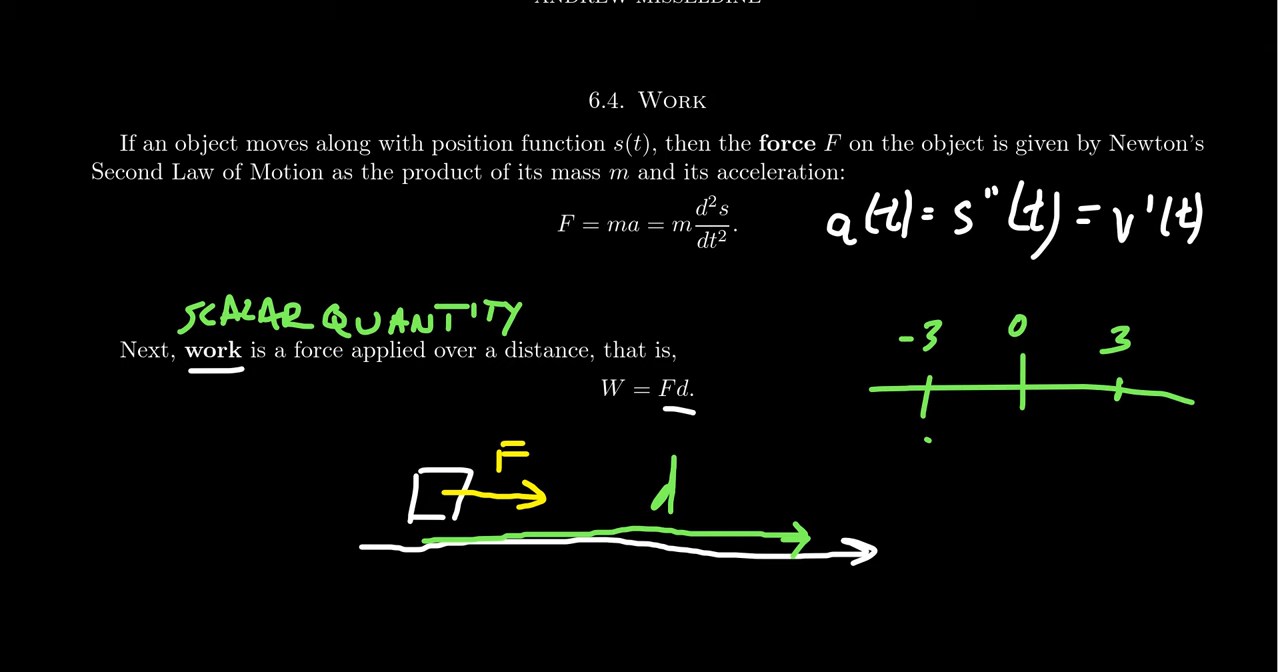 ANDREW MISSELDINE
6.4. WORK
If an object moves along with position function s(t), then the force F on the object is given by Newton's
Second Law of Motion as the product of its mass m and its acceleration:
F = ma = m d²s/dt².
a(t) = s''(t) = v'(t)
SCALAR QUANTITY
Next, work is a force applied over a distance, that is,
W = Fd.
-3 0 3
F
d